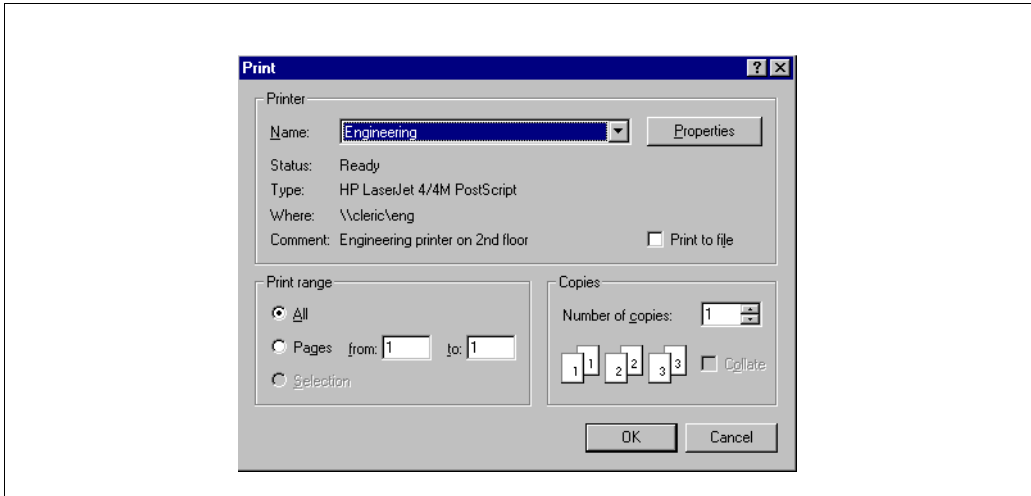 Print
Printer
Name: Engineering Properties
Status: Ready
Type: HP LaserJet 4/4M PostScript
Where: \\cleric\eng
Comment: Engineering printer on 2nd floor Print to file
Print range
All
Pages from: 1 to: 1
Selection
Copies
Number of copies: 1
1 1 2 2 3 3 Collate
OK Cancel